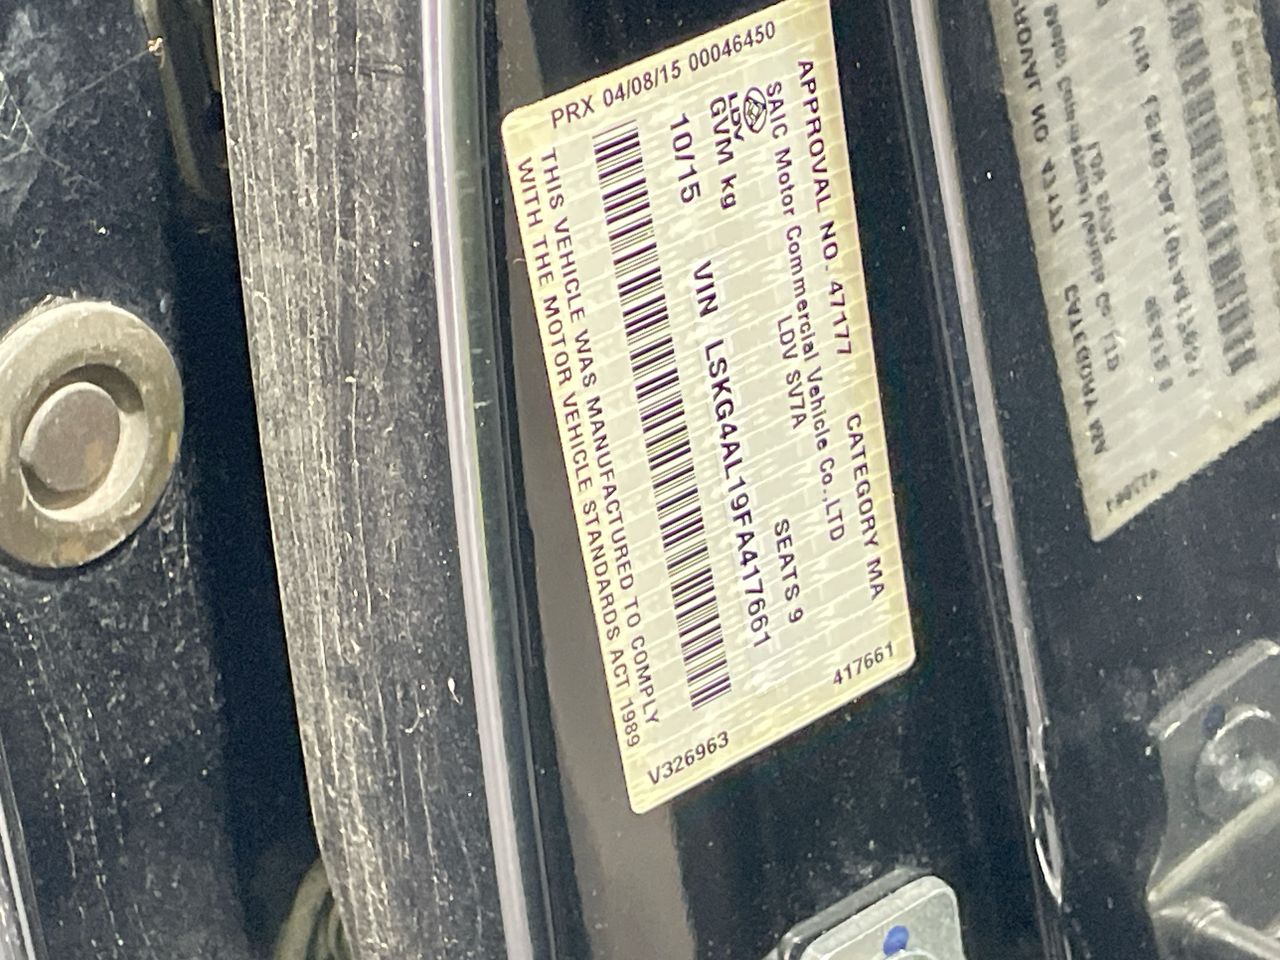 PRX 04/08/15 00046450
APPROVAL NO. 47177 CATEGORY MA
SAIC Motor Commercial Vehicle Co.,LTD
LDV
LDV SV7A SEATS 9
GVM kg
10/15 VIN LSKG4AL19FA417661
THIS VEHICLE WAS MANUFACTURED TO COMPLY
WITH THE MOTOR VEHICLE STANDARDS ACT 1989
V326963 417661